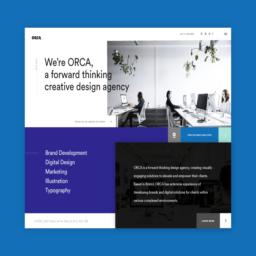 ORCA
We're ORCA,
a forward thinking
creative design agency
Brand Development
Digital Design
Marketing
Illustration
Typography
ORCA is a forward thinking design agency, creating visually
engaging solutions to elevate and empower their clients.
Based in Bristol, ORCA has extensive experience of
developing brands and digital solutions for clients within
various considered environments.